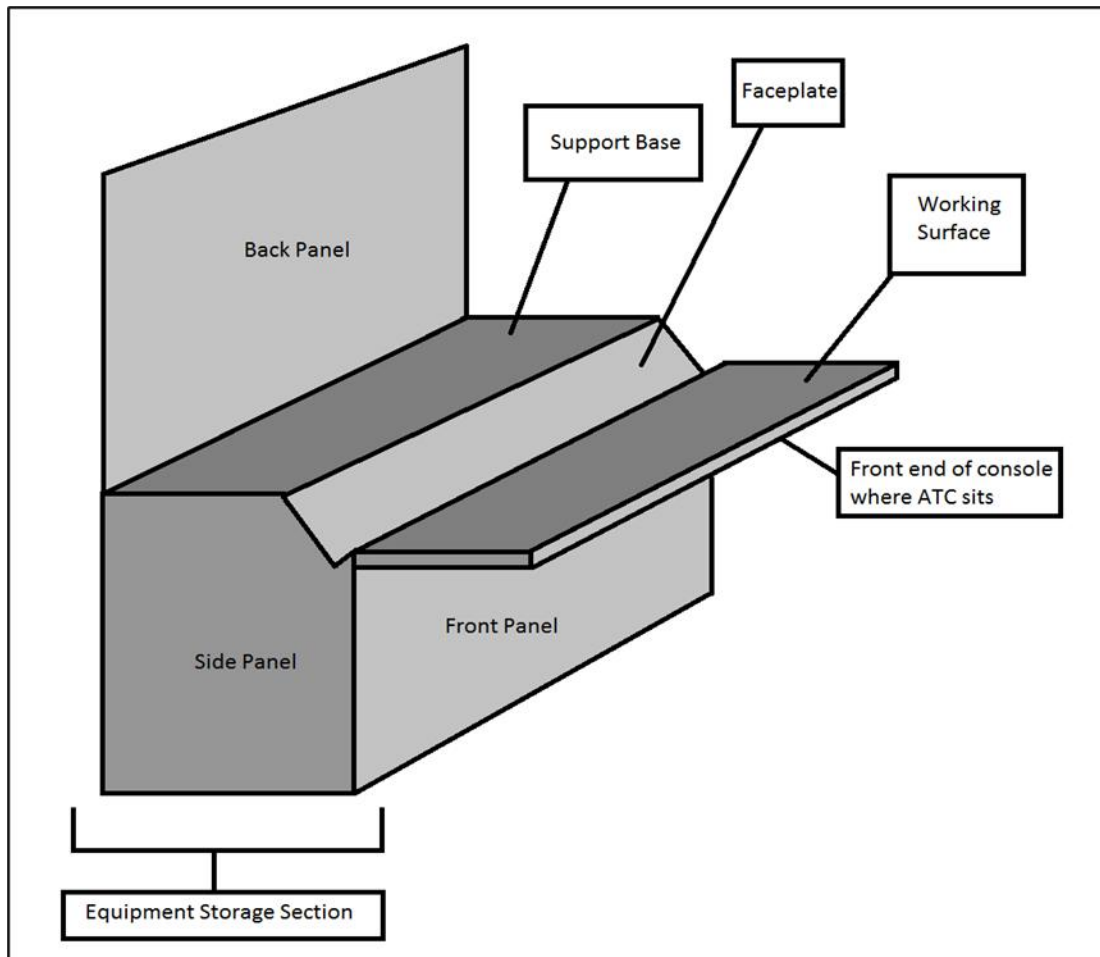 Faceplate
Support Base
Working
Surface
Back Panel
Front end of console
where ATC sits
Front Panel
Side Panel
Equipment Storage Section